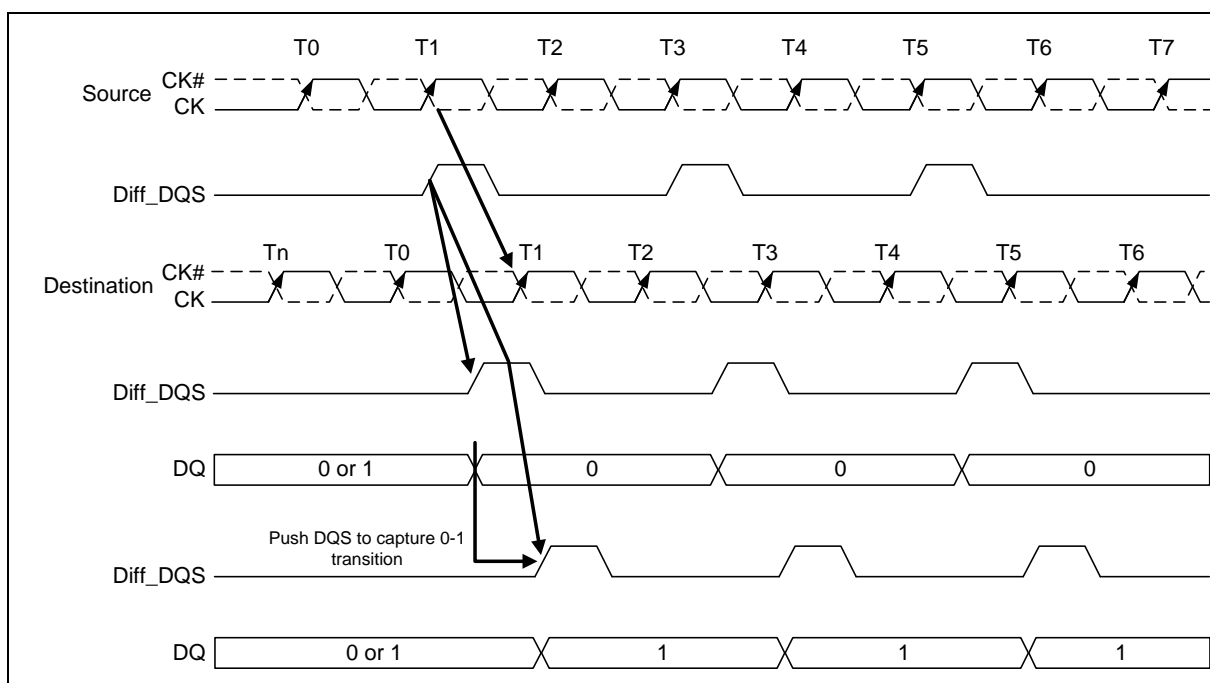 T0 T1 T2 T3 T4 T5 T6 T7
Source
CK#
CK
Diff_DQS
Tn T0 T1 T2 T3 T4 T5 T6
Destination
CK#
CK
Diff_DQS
DQ 0 or 1 0 0 0
Push DQS to capture 0-1
transition
Diff_DQS
DQ 0 or 1 1 1 1